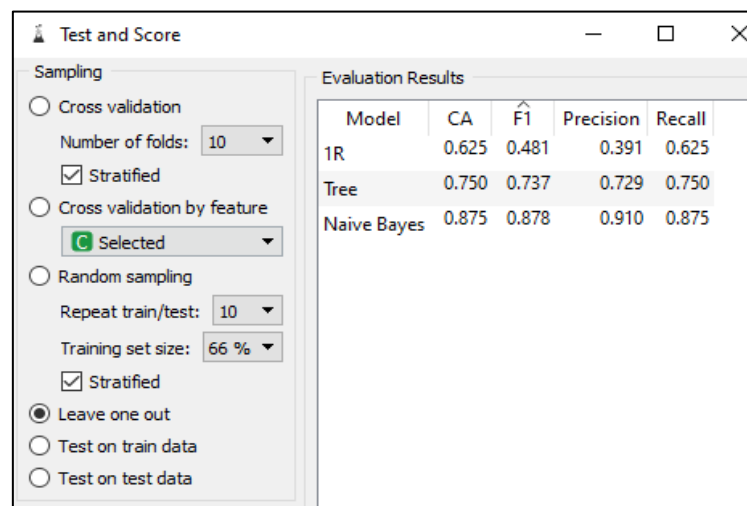 Test and Score
Sampling
Cross validation
Number of folds: 10
Stratified
Cross validation by feature
C Selected
Random sampling
Repeat train/test: 10
Training set size: 66 %
Stratified
Leave one out
Test on train data
Test on test data
Evaluation Results
Model CA F1 Precision Recall
1R 0.625 0.481 0.391 0.625
Tree 0.750 0.737 0.729 0.750
Naive Bayes 0.875 0.878 0.910 0.875